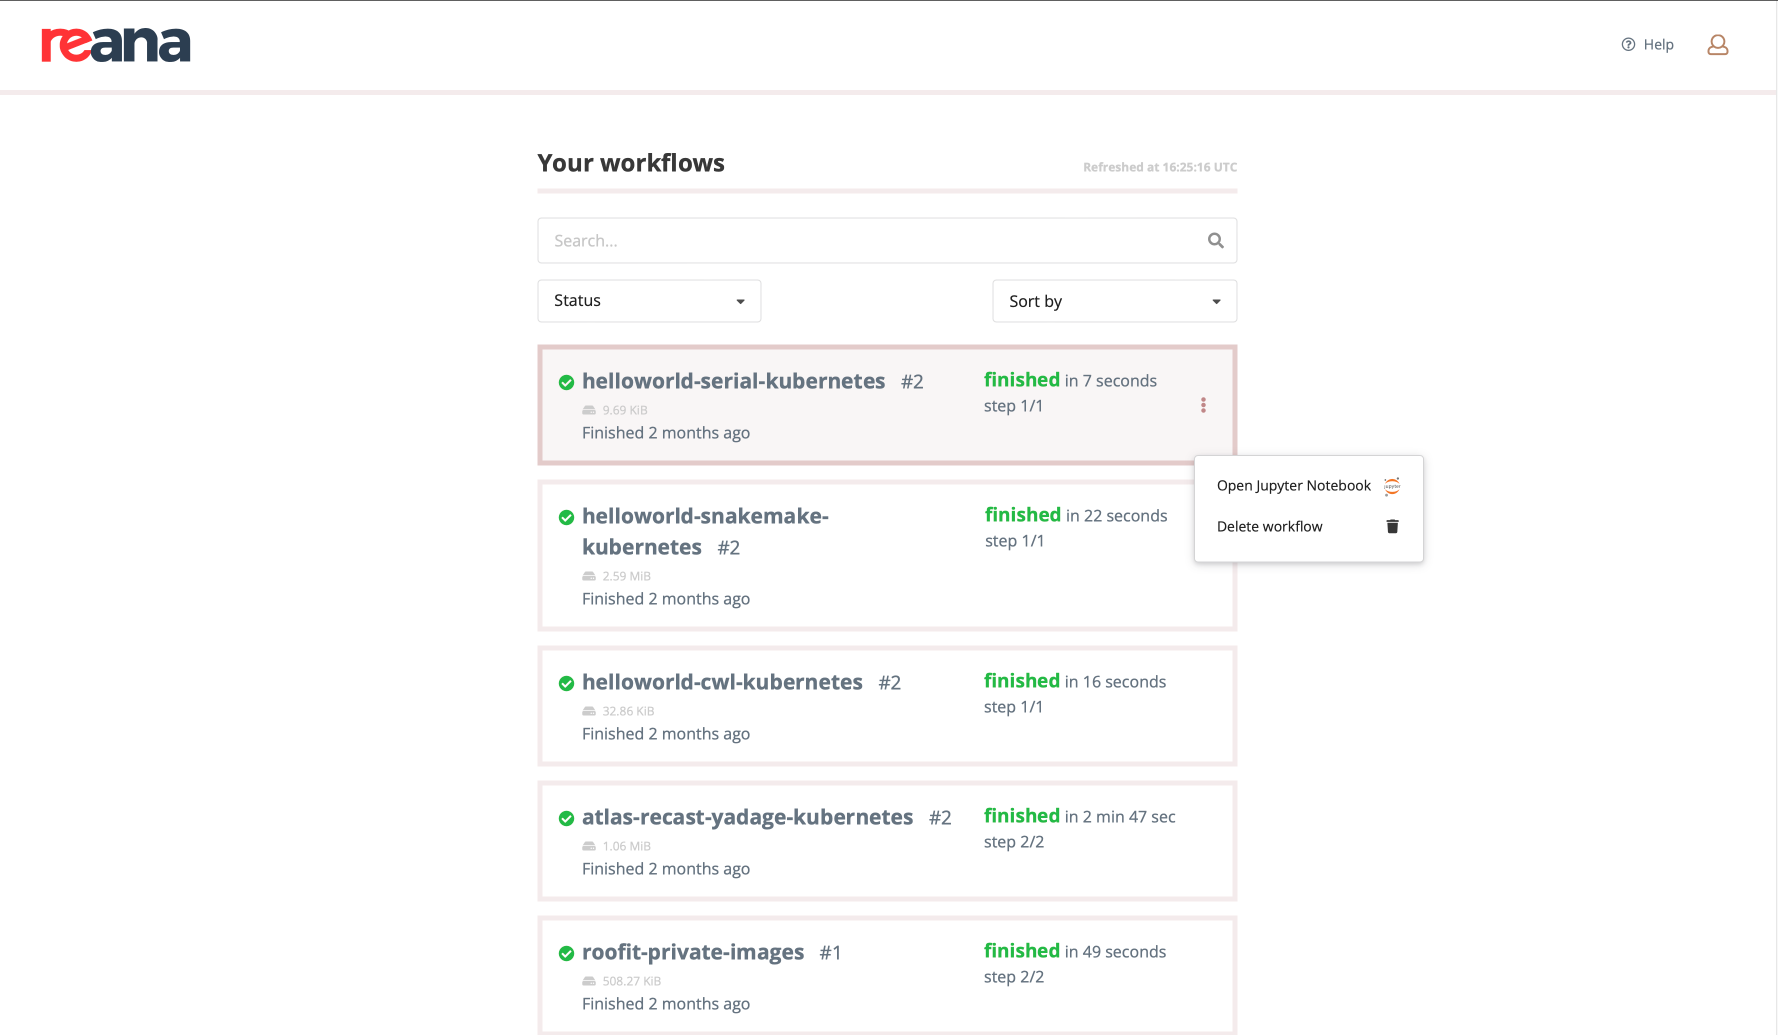 reana
Help
Your workflows
Refreshed at 16:25:16 UTC
Search...
Status
Sort by
helloworld-serial-kubernetes #2
finished in 7 seconds
9.69 KiB
step 1/1
Finished 2 months ago
Open Jupyter Notebook jupyter
Delete workflow
helloworld-snakemake-
kubernetes #2
finished in 22 seconds
step 1/1
2.59 MiB
Finished 2 months ago
helloworld-cwl-kubernetes #2
finished in 16 seconds
32.86 KiB
step 1/1
Finished 2 months ago
atlas-recast-yadage-kubernetes #2
finished in 2 min 47 sec
1.06 MiB
step 2/2
Finished 2 months ago
roofit-private-images #1
finished in 49 seconds
508.27 KiB
step 2/2
Finished 2 months ago